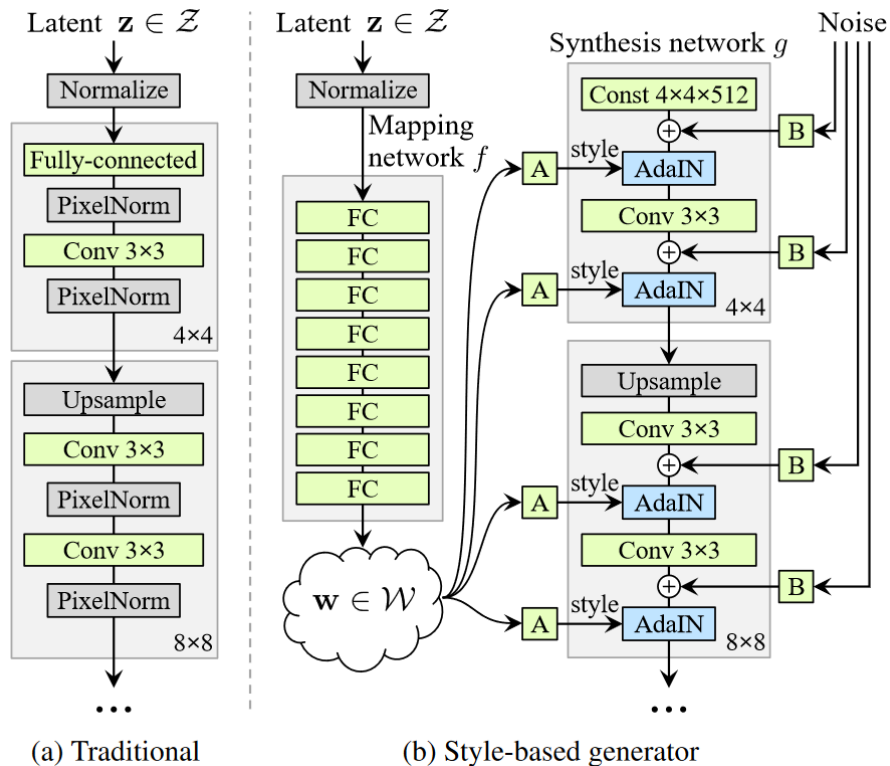 Latent z ∈ Z
Normalize
Fully-connected
PixelNorm
Conv 3×3
PixelNorm
4×4
Upsample
Conv 3×3
PixelNorm
Conv 3×3
PixelNorm
8×8
...
(a) Traditional
Latent z ∈ Z
Normalize
Mapping
network f
FC
FC
FC
FC
FC
FC
FC
FC
w ∈ W
A
style
A
style
A
style
A
style
Synthesis network g
Noise
Const 4×4×512
+
B
AdaIN
Conv 3×3
+
B
AdaIN
4×4
Upsample
Conv 3×3
+
B
AdaIN
Conv 3×3
+
B
AdaIN
8×8
...
(b) Style-based generator